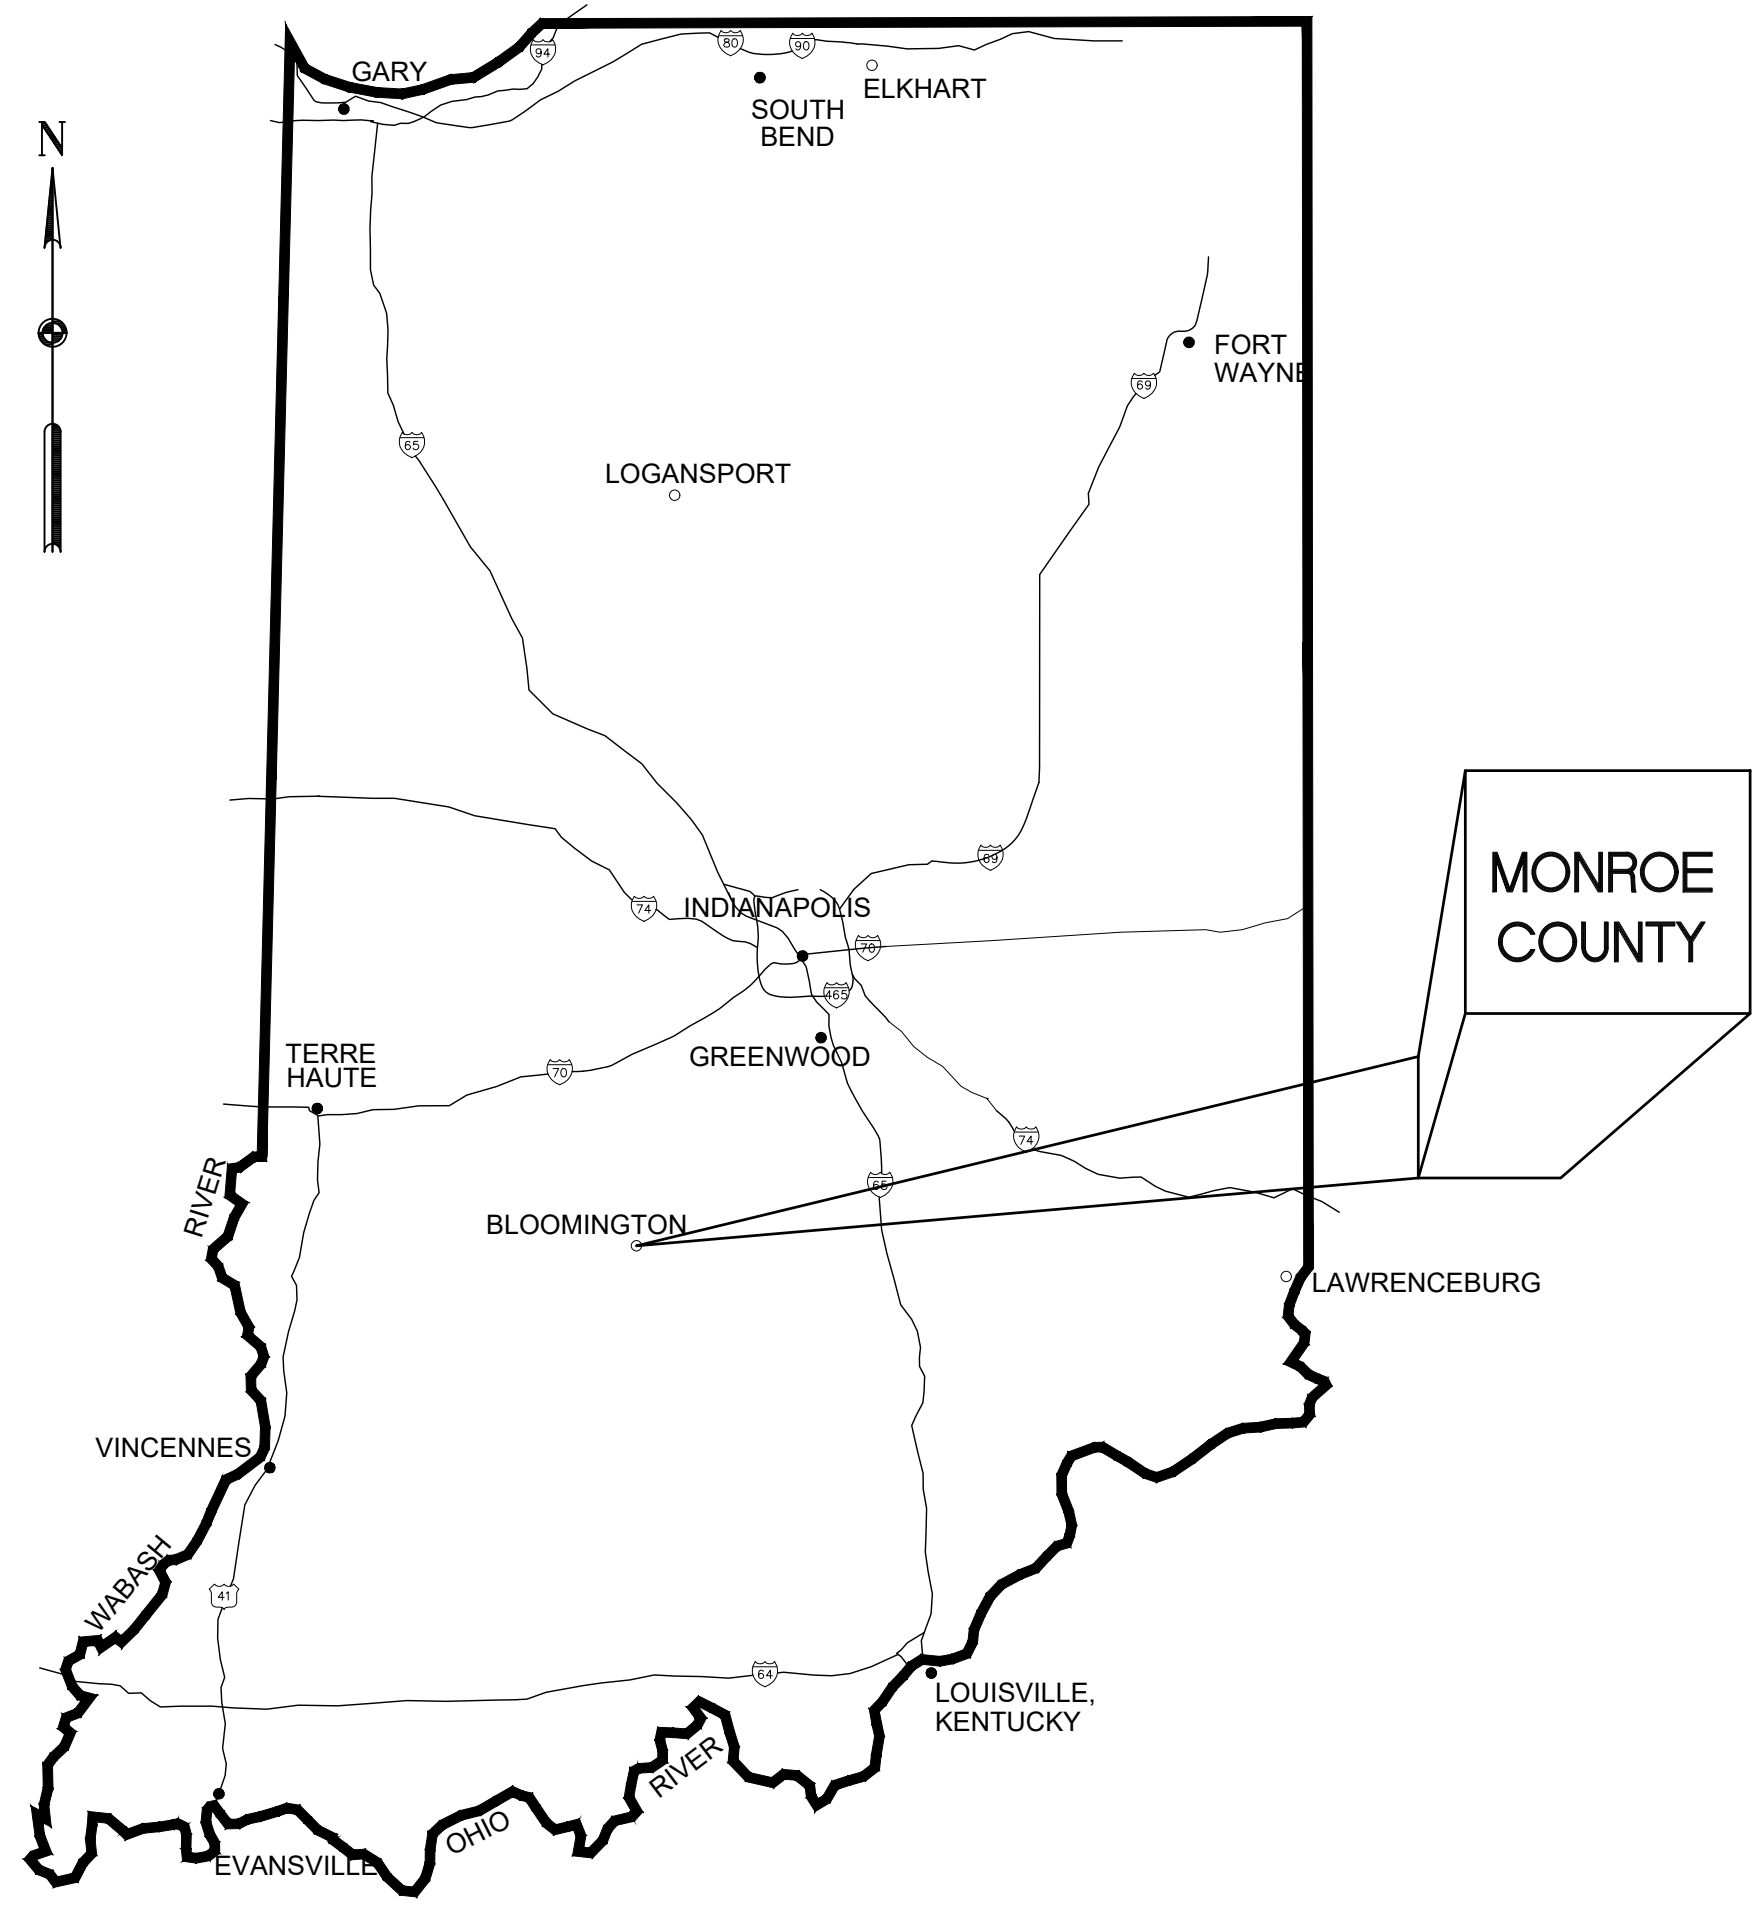 94
80
90
GARY
ELKHART
SOUTH
BEND
N
FORT
WAYNE
69
65
LOGANSPORT
69
MONROE
COUNTY
74
INDIANAPOLIS
70
465
GREENWOOD
TERRE
HAUTE
70
74
65
RIVER
BLOOMINGTON
LAWRENCEBURG
VINCENNES
WABASH
41
64
LOUISVILLE,
KENTUCKY
RIVER
OHIO
EVANSVILLE